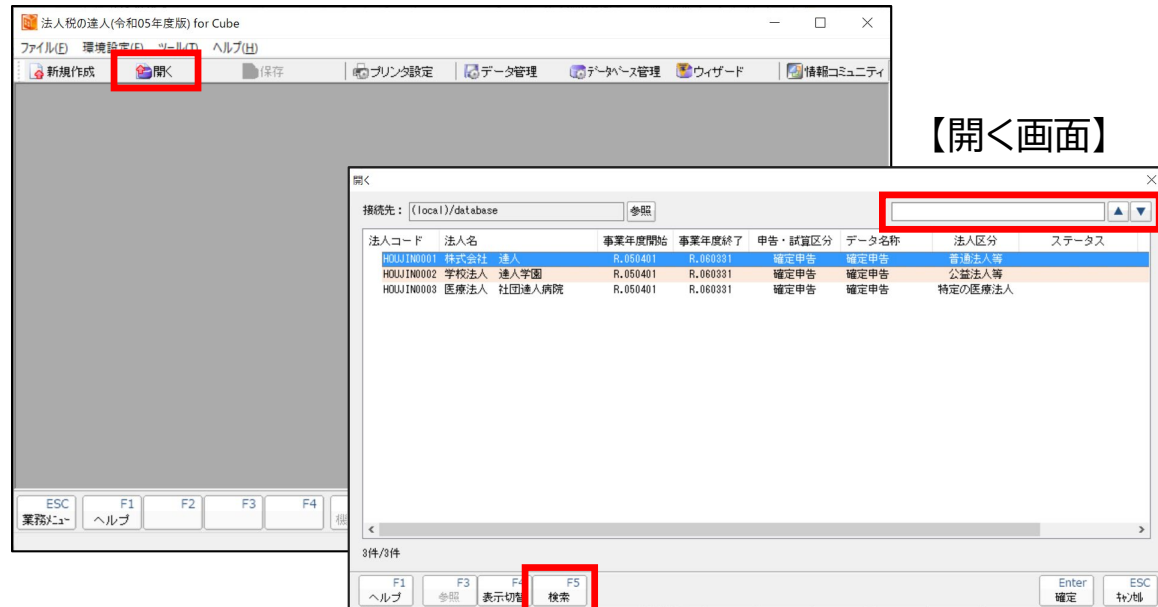 法人税の達人(令和05年度版) for Cube
ファイル(F) 環境設定(E) ツール(T) ヘルプ(H)
新規作成 開く 保存 プリンタ設定 データ管理 データベース管理 ウィザード 情報コミュニティ
【開く画面】
開く
接続先： (local)/database 参照 ▲ ▼
法人コード 法人名 事業年度開始 事業年度終了 申告・試算区分 データ名称 法人区分 ステータス
HOUJIN0001 株式会社 達人 R.050401 R.060331 確定申告 確定申告 普通法人等
HOUJIN0002 学校法人 達人学園 R.050401 R.060331 確定申告 確定申告 公益法人等
HOUJIN0003 医療法人 社団達人病院 R.050401 R.060331 確定申告 確定申告 特定の医療法人
3件/3件
ESC 業務ﾒﾆｭｰ F1 ヘルプ F2 F3 F4
F1 ヘルプ F3 参照 F4 表示切替 F5 検索 Enter 確定 ESC ｷｬﾝｾﾙ